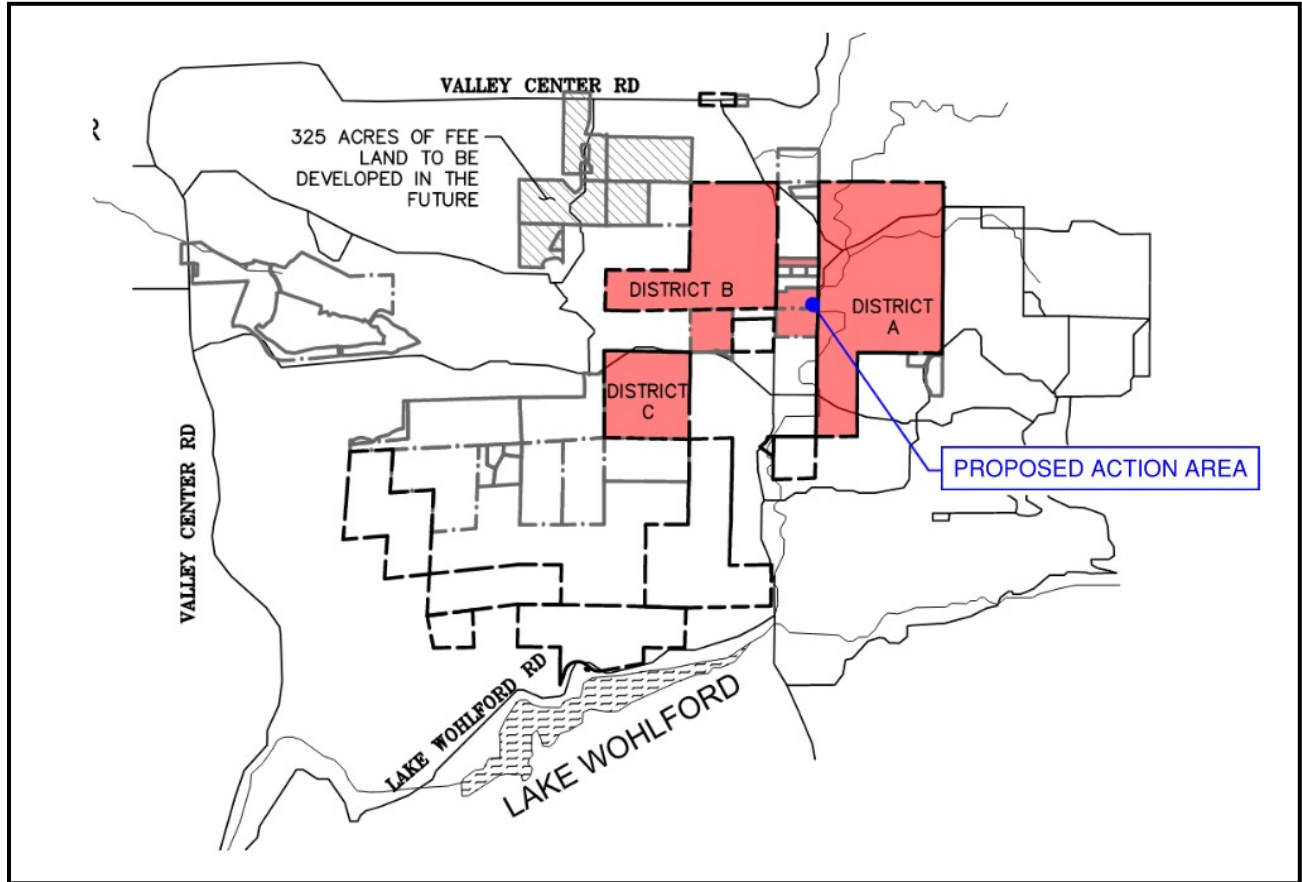 VALLEY CENTER RD
325 ACRES OF FEE
LAND TO BE
DEVELOPED IN THE
FUTURE
R
DISTRICT B
DISTRICT
A
DISTRICT
C
PROPOSED ACTION AREA
VALLEY CENTER RD
LAKE WOHLFORD RD
LAKE WOHLFORD